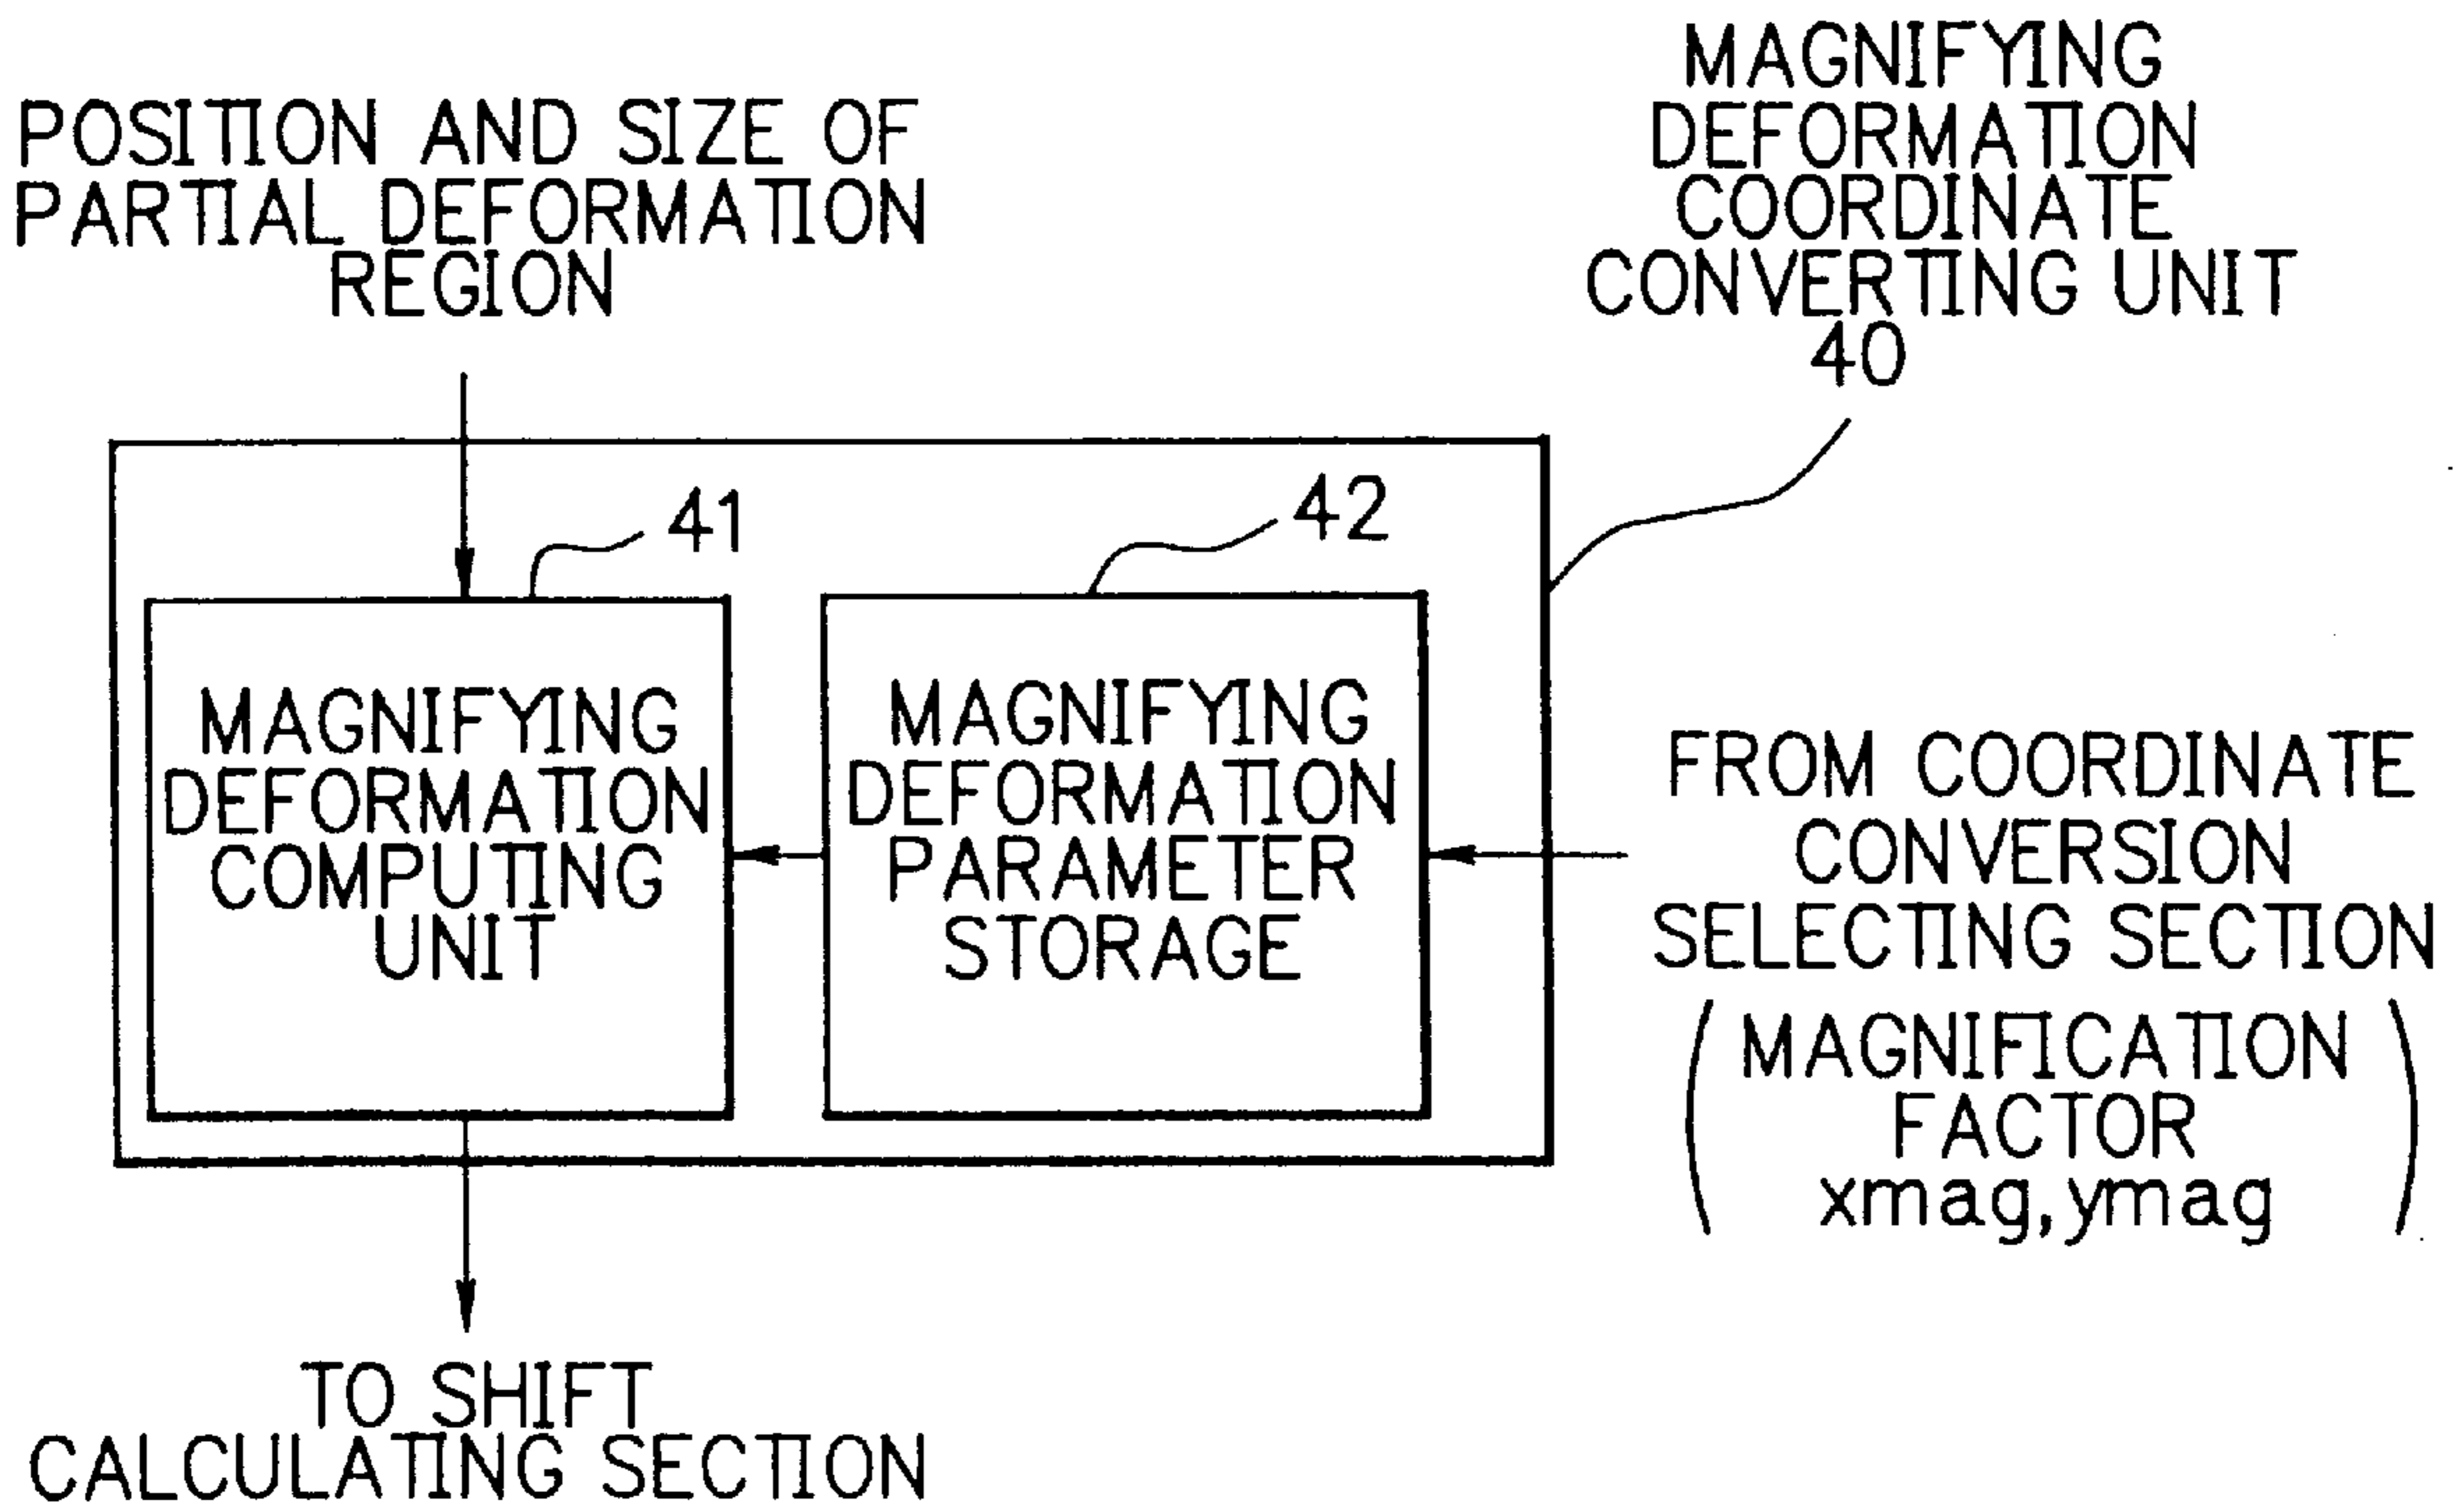 POSITION AND SIZE OF
PARTIAL DEFORMATION
REGION
MAGNIFYING
DEFORMATION
COORDINATE
CONVERTING UNIT
40
41
42
MAGNIFYING
DEFORMATION
COMPUTING
UNIT
MAGNIFYING
DEFORMATION
PARAMETER
STORAGE
FROM COORDINATE
CONVERSION
SELECTING SECTION
(MAGNIFICATION
FACTOR
xmag,ymag)
TO SHIFT
CALCULATING SECTION